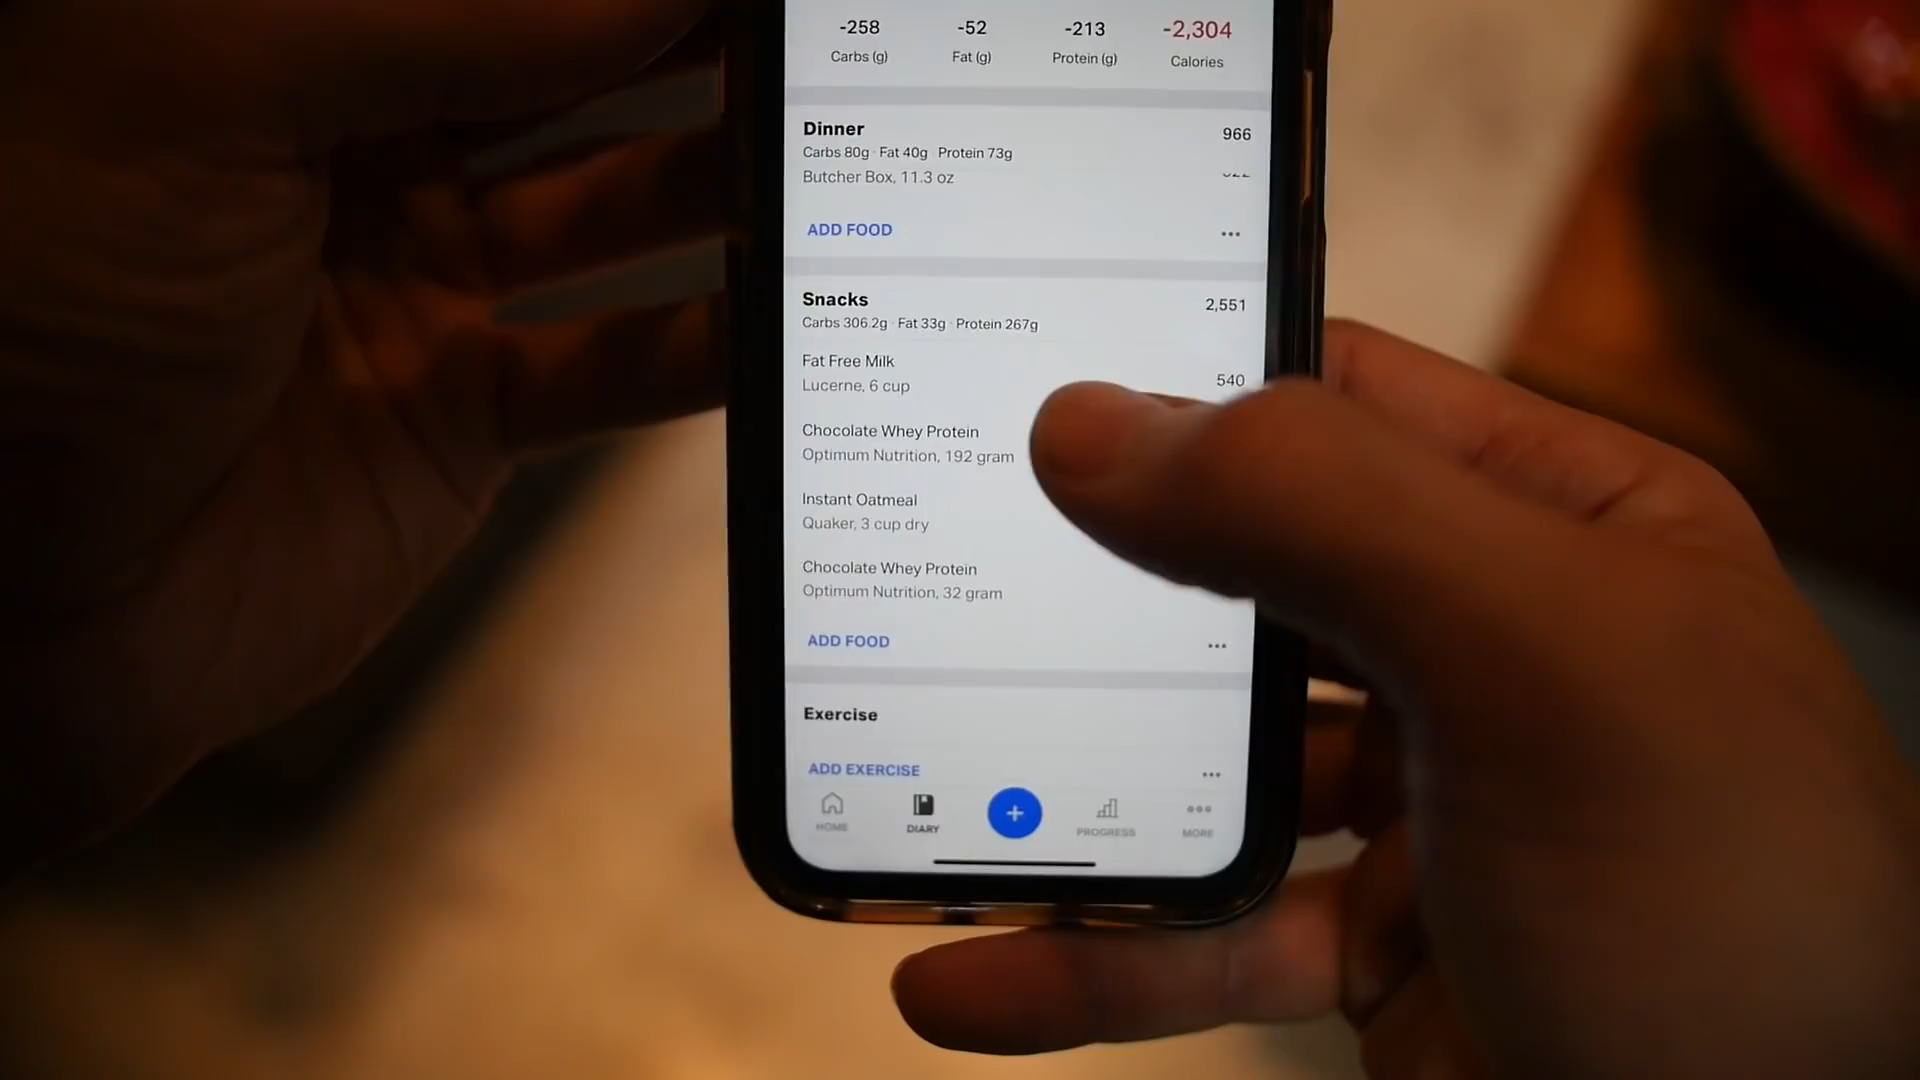 -258 -52 -213 -2,304
Carbs (g) Fat (g) Protein (g) Calories
Dinner 966
Carbs 80g · Fat 40g · Protein 73g
Butcher Box, 11.3 oz
ADD FOOD
Snacks 2,551
Carbs 306.2g · Fat 33g · Protein 267g
Fat Free Milk
Lucerne, 6 cup 540
Chocolate Whey Protein
Optimum Nutrition, 192 gram
Instant Oatmeal
Quaker, 3 cup dry
Chocolate Whey Protein
Optimum Nutrition, 32 gram
ADD FOOD
Exercise
ADD EXERCISE
HOME DIARY PROGRESS MORE